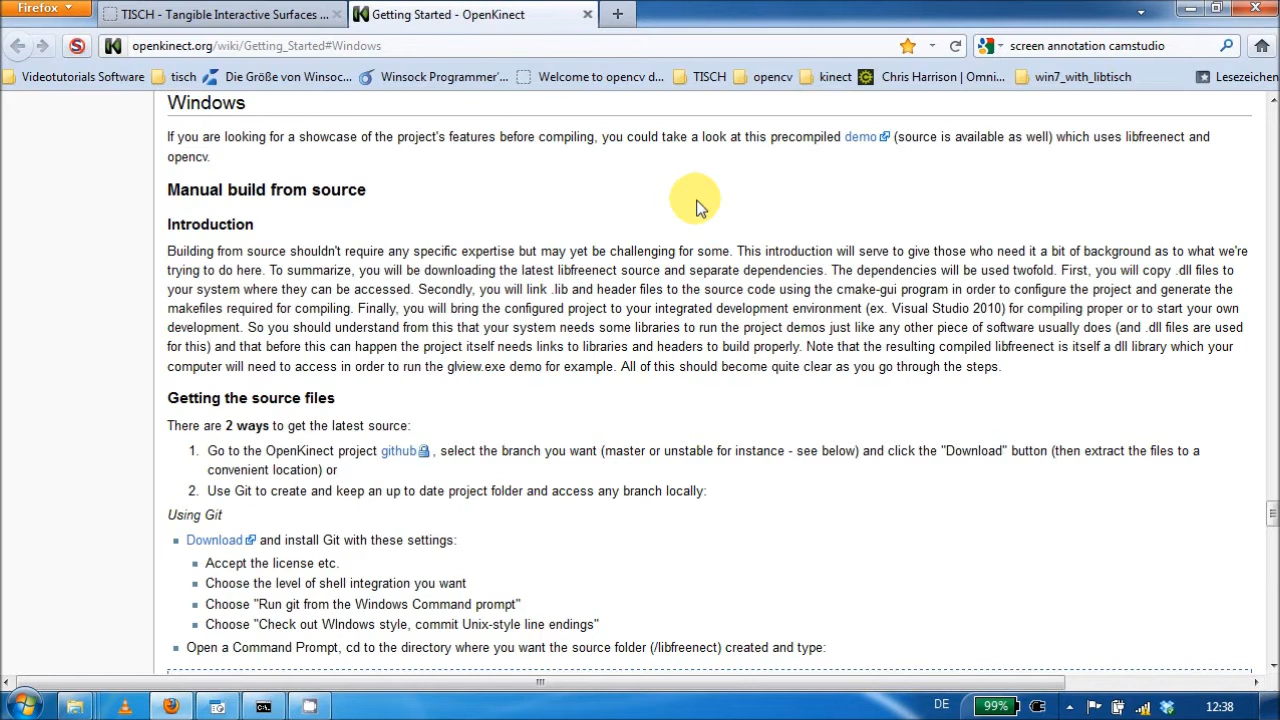 Firefox
TISCH - Tangible Interactive Surfaces ...
Getting Started - OpenKinect
openkinect.org/wiki/Getting_Started#Windows
screen annotation camstudio
Videotutorials Software
tisch
Die Größe von Winsoc...
Winsock Programmer'...
Welcome to opencv d...
TISCH
opencv
kinect
Chris Harrison | Omni...
win7_with_libtisch
Lesezeichen
Windows
If you are looking for a showcase of the project's features before compiling, you could take a look at this precompiled demo (source is available as well) which uses libfreenect and
opencv.
Manual build from source
Introduction
Building from source shouldn't require any specific expertise but may yet be challenging for some. This introduction will serve to give those who need it a bit of background as to what we're
trying to do here. To summarize, you will be downloading the latest libfreenect source and separate dependencies. The dependencies will be used twofold. First, you will copy .dll files to
your system where they can be accessed. Secondly, you will link .lib and header files to the source code using the cmake-gui program in order to configure the project and generate the
makefiles required for compiling. Finally, you will bring the configured project to your integrated development environment (ex. Visual Studio 2010) for compiling proper or to start your own
development. So you should understand from this that your system needs some libraries to run the project demos just like any other piece of software usually does (and .dll files are used
for this) and that before this can happen the project itself needs links to libraries and headers to build properly. Note that the resulting compiled libfreenect is itself a dll library which your
computer will need to access in order to run the glview.exe demo for example. All of this should become quite clear as you go through the steps.
Getting the source files
There are 2 ways to get the latest source:
1. Go to the OpenKinect project github , select the branch you want (master or unstable for instance - see below) and click the "Download" button (then extract the files to a
convenient location) or
2. Use Git to create and keep an up to date project folder and access any branch locally:
Using Git
Download and install Git with these settings:
Accept the license etc.
Choose the level of shell integration you want
Choose "Run git from the Windows Command prompt"
Choose "Check out WIndows style, commit Unix-style line endings"
Open a Command Prompt, cd to the directory where you want the source folder (/libfreenect) created and type:
DE
99%
12:38